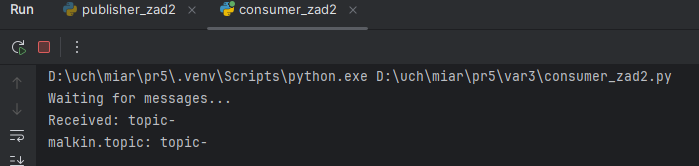 Run publisher_zad2 consumer_zad2
D:\uch\miar\pr5\.venv\Scripts\python.exe D:\uch\miar\pr5\var3\consumer_zad2.py
Waiting for messages...
Received: topic-
malkin.topic: topic-